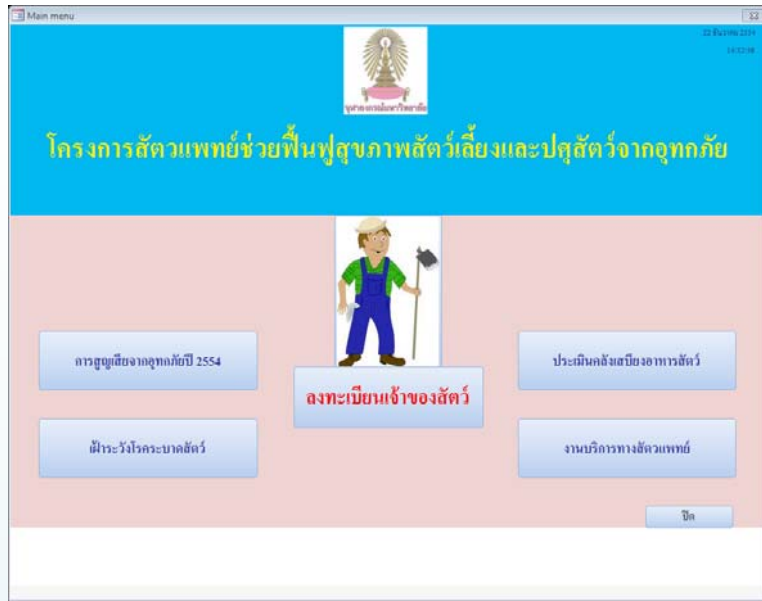 Main menu
22 ธันวาคม 2554
จุฬาลงกรณ์มหาวิทยาลัย
โครงการสัตวแพทย์ช่วยฟื้นฟูสุขภาพสัตว์เลี้ยงและปศุสัตว์จากอุทกภัย
การสูญเสียจากอุทกภัยปี 2554
ประเมินคลังเสบียงอาหารสัตว์
ลงทะเบียนเจ้าของสัตว์
เฝ้าระวังโรคระบาดสัตว์
งานบริการทางสัตวแพทย์
ปิด